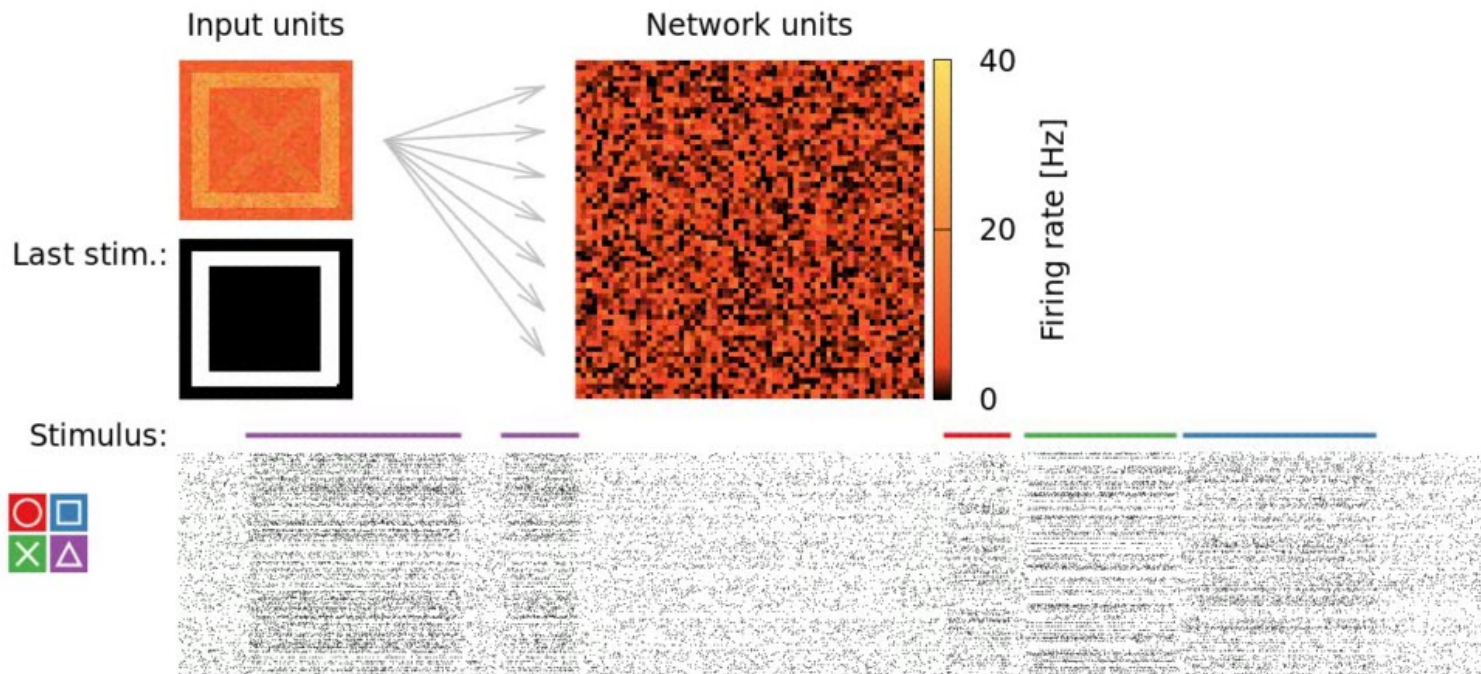 Input units
Network units
40
20
0
Firing rate [Hz]
Last stim.:
Stimulus: